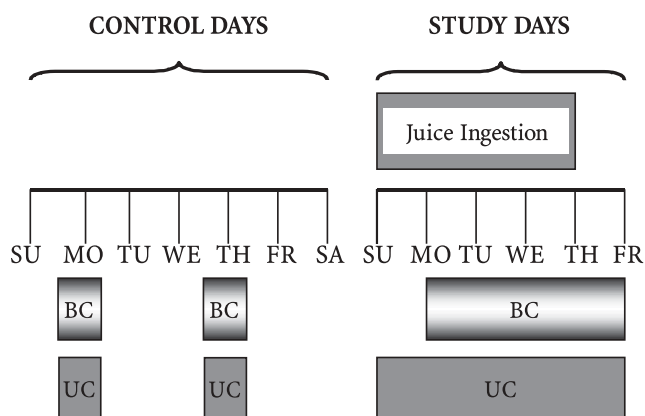 CONTROL DAYS STUDY DAYS
Juice Ingestion
SU MO TU WE TH FR SA SU MO TU WE TH FR
BC BC BC
UC UC UC